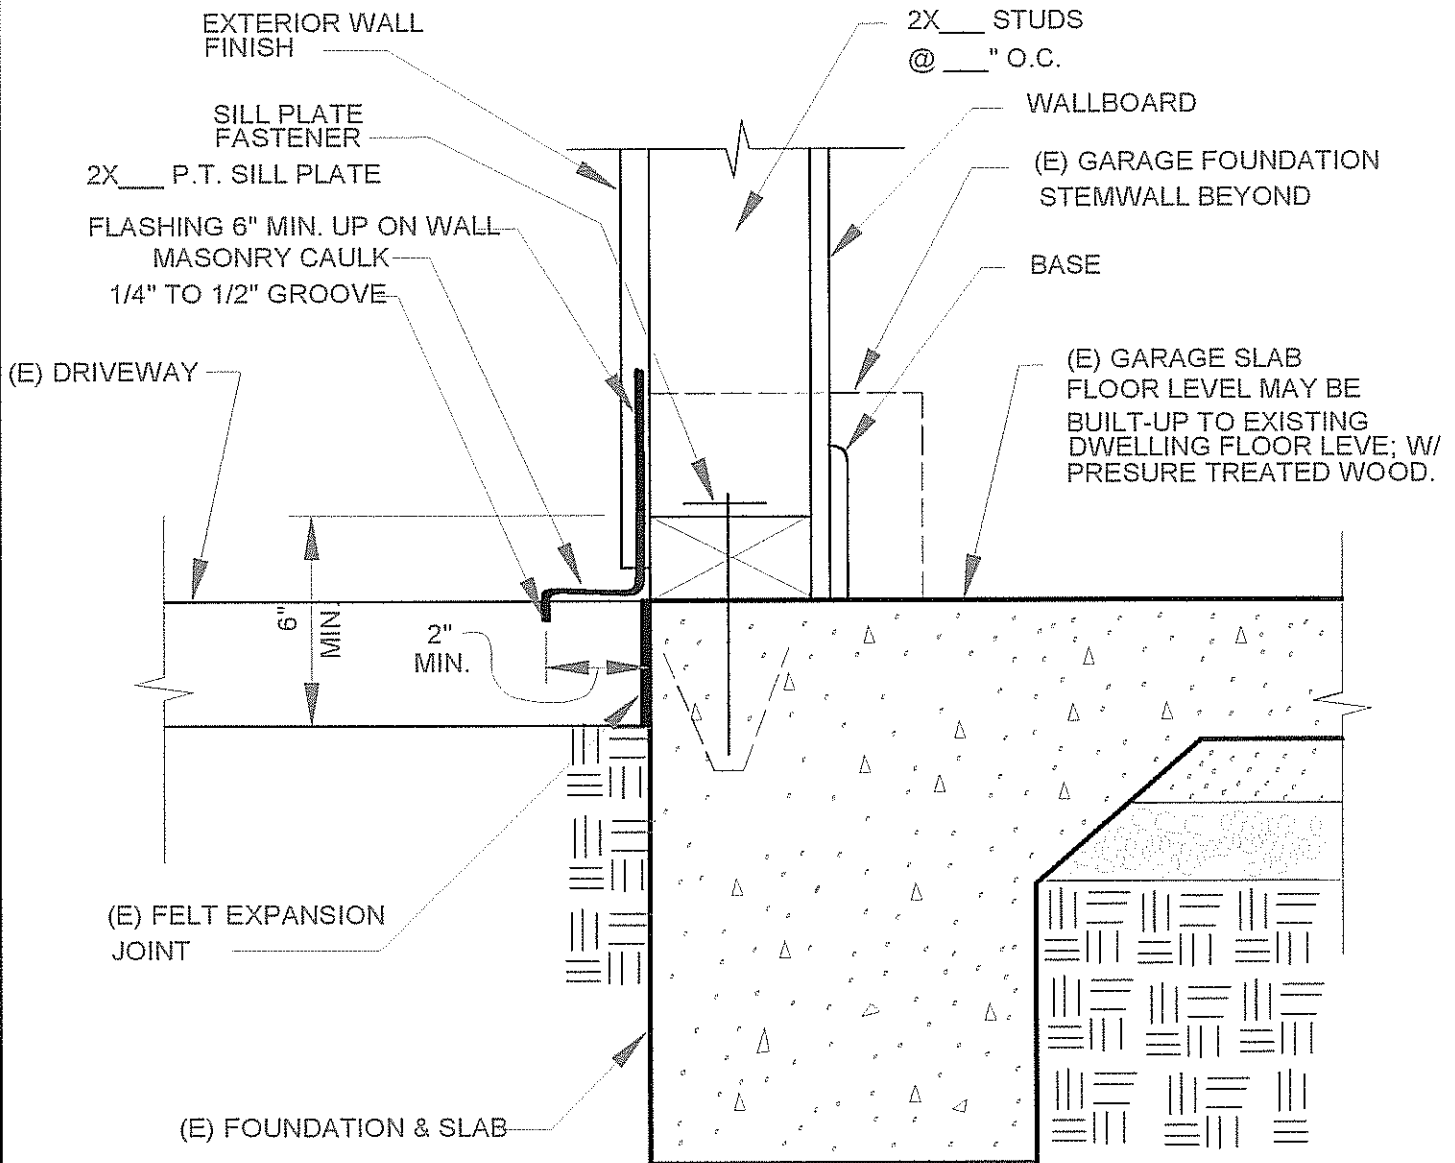 EXTERIOR WALL
FINISH
2X___ STUDS
@ ___" O.C.
SILL PLATE
FASTENER
WALLBOARD
2X___ P.T. SILL PLATE
(E) GARAGE FOUNDATION
STEMWALL BEYOND
FLASHING 6" MIN. UP ON WALL
MASONRY CAULK
1/4" TO 1/2" GROOVE
BASE
(E) DRIVEWAY
(E) GARAGE SLAB
FLOOR LEVEL MAY BE
BUILT-UP TO EXISTING
DWELLING FLOOR LEVE; W/
PRESURE TREATED WOOD.
6"
MIN.
2"
MIN.
(E) FELT EXPANSION
JOINT
(E) FOUNDATION & SLAB